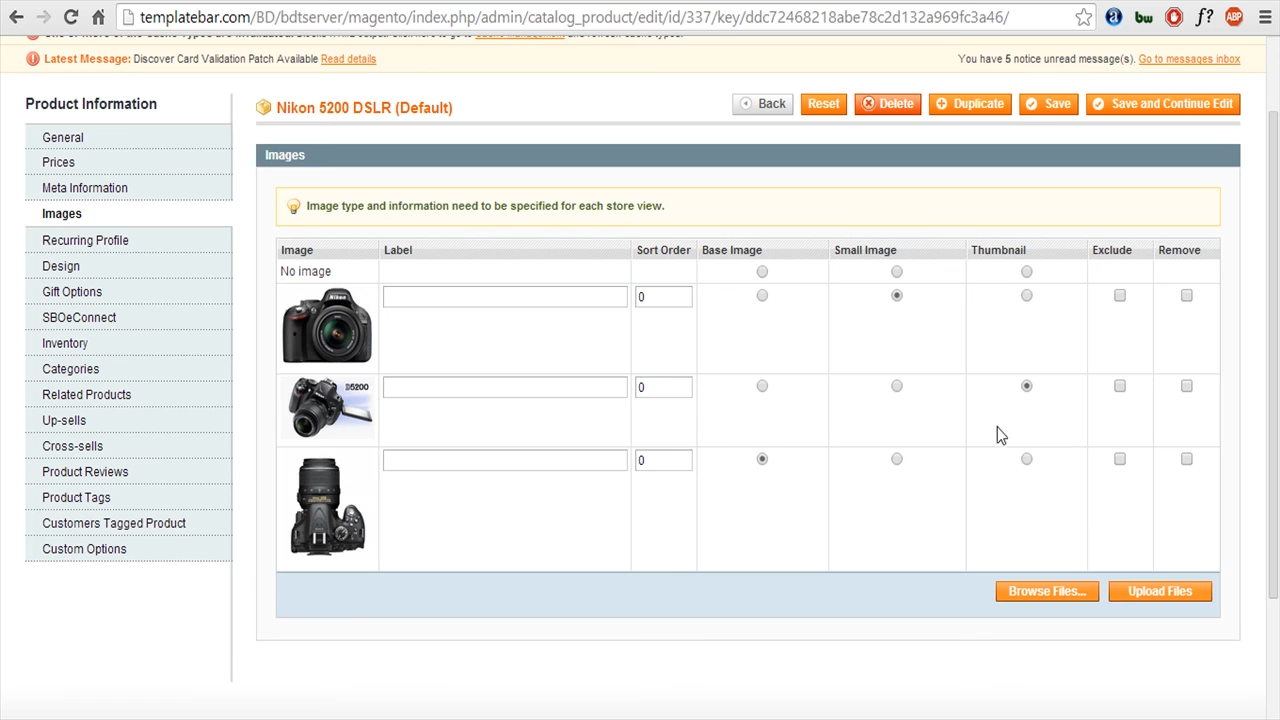 templatebar.com/BD/bdtserver/magento/index.php/admin/catalog_product/edit/id/337/key/ddc7246821babe78c2d132a969fc3a46/
Latest Message: Discover Card Validation Patch Available Read details
You have 5 notice unread message(s). Go to messages inbox
Product Information
General
Prices
Meta Information
Images
Recurring Profile
Design
Gift Options
SBOeConnect
Inventory
Categories
Related Products
Up-sells
Cross-sells
Product Reviews
Product Tags
Customers Tagged Product
Custom Options
Nikon 5200 DSLR (Default)
Back Reset Delete Duplicate Save Save and Continue Edit
Images
Image type and information need to be specified for each store view.
Image Label Sort Order Base Image Small Image Thumbnail Exclude Remove
No image
0
D5200
0
0
Browse Files... Upload Files